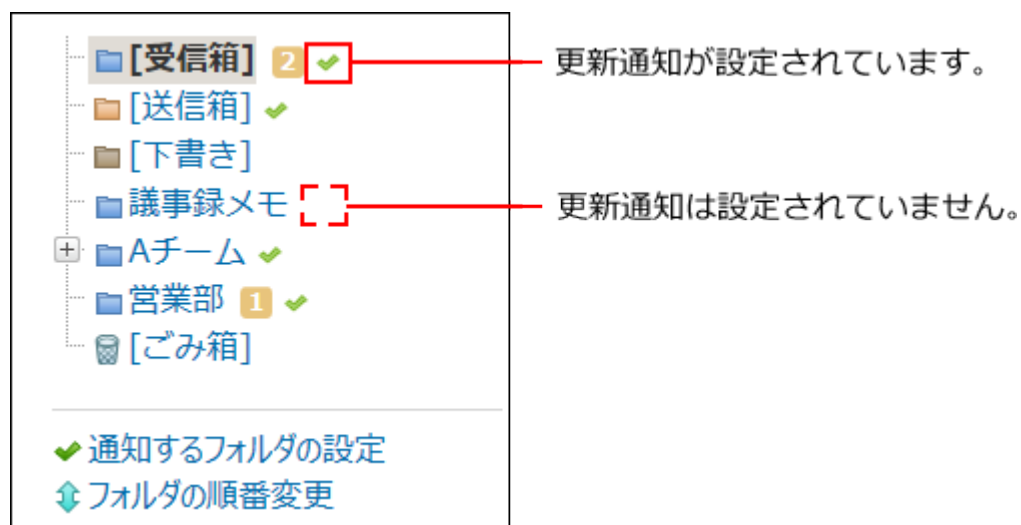 [受信箱] 2 更新通知が設定されています。
[送信箱]
[下書き]
議事録メモ 更新通知は設定されていません。
Aチーム
営業部 1
[ごみ箱]
通知するフォルダの設定
フォルダの順番変更